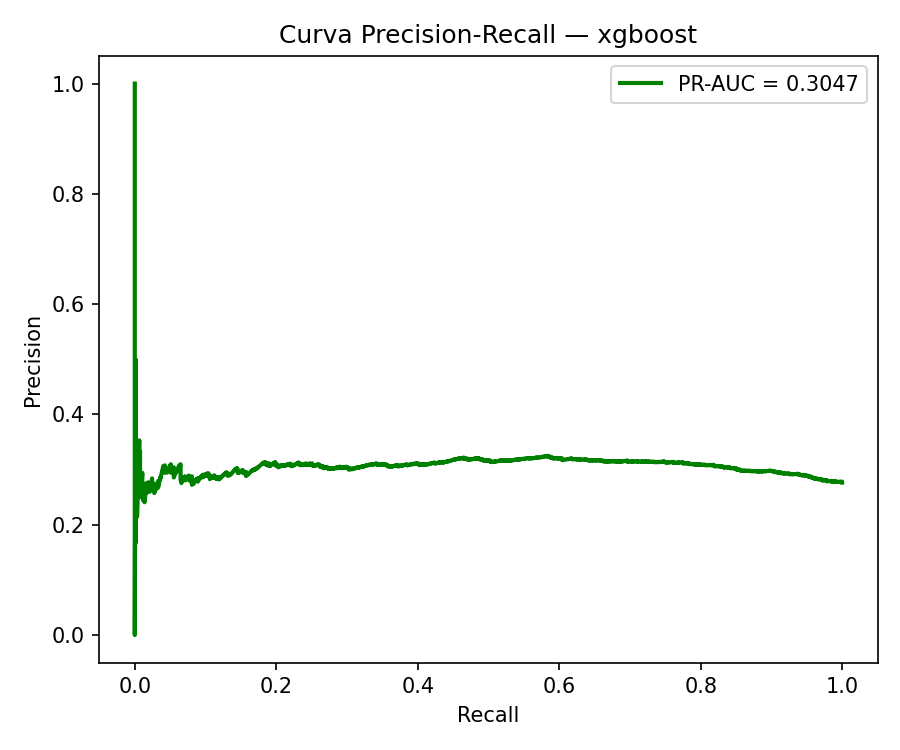 Curva Precision-Recall — xgboost
PR-AUC = 0.3047
1.0
0.8
0.6
0.4
0.2
0.0
Precision
0.0 0.2 0.4 0.6 0.8 1.0
Recall